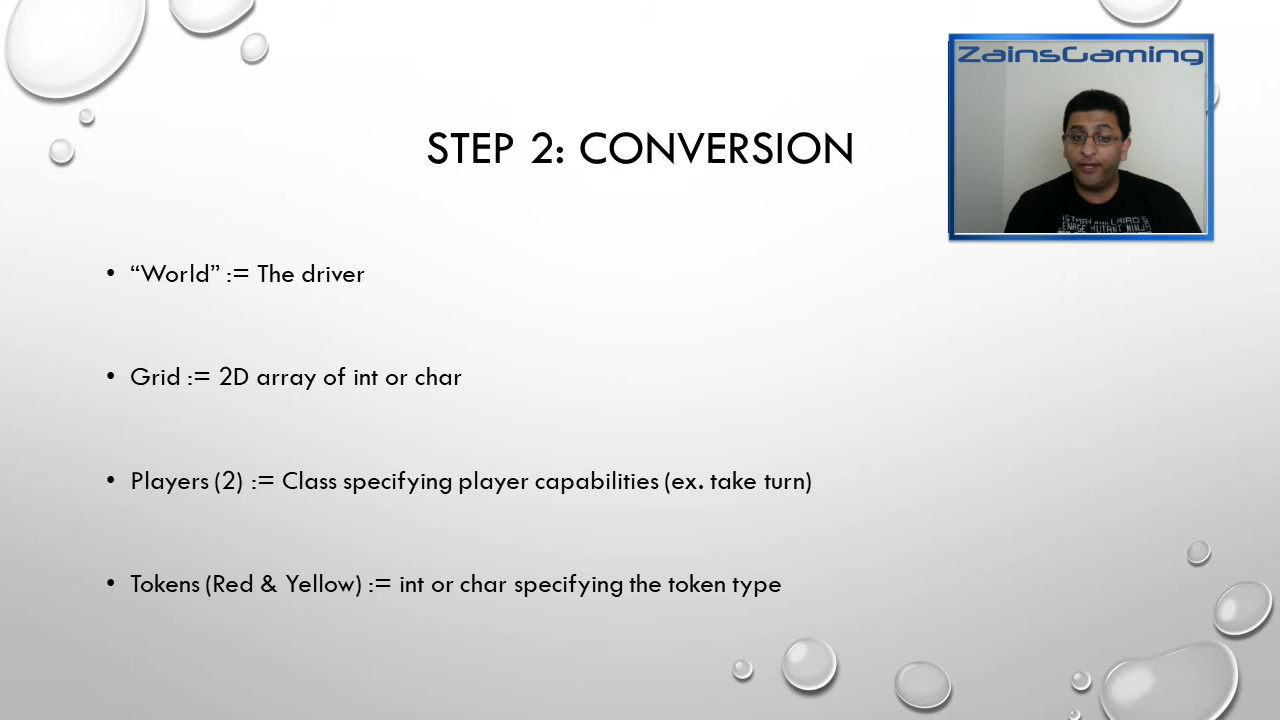 ZainsGaming
STEP 2: CONVERSION
• “World” := The driver
• Grid := 2D array of int or char
• Players (2) := Class specifying player capabilities (ex. take turn)
• Tokens (Red & Yellow) := int or char specifying the token type